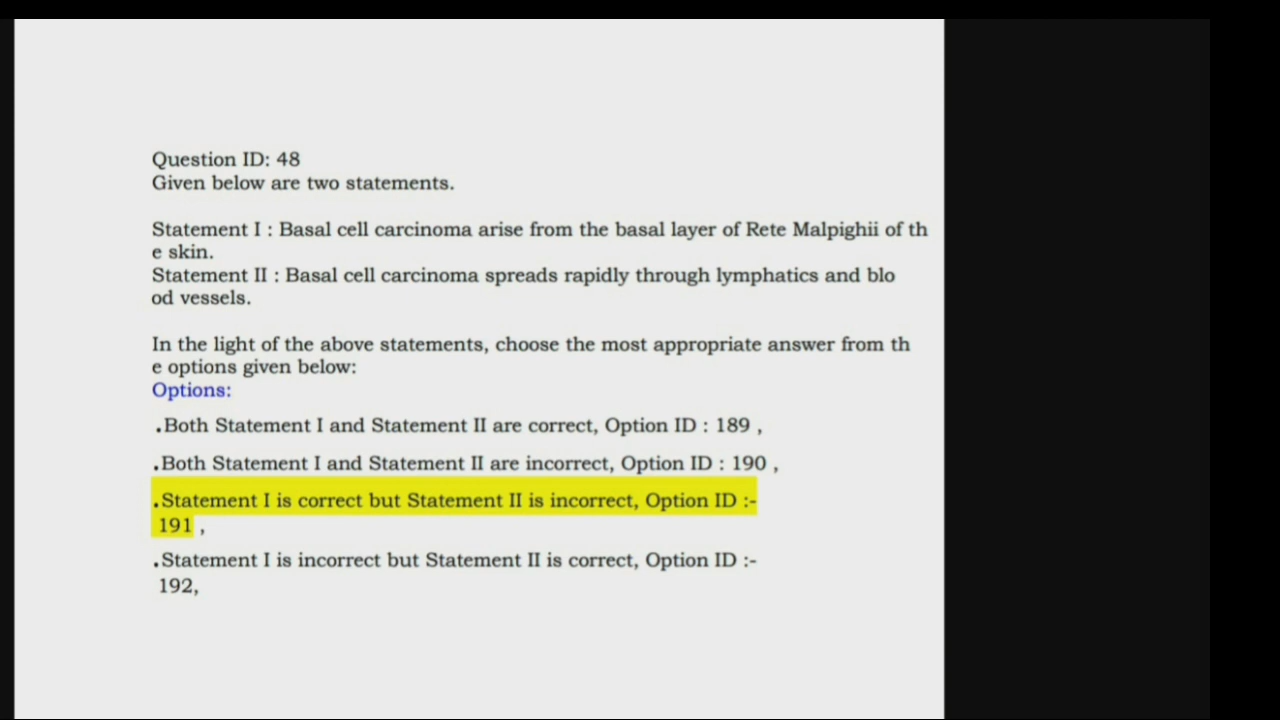 Question ID: 48
Given below are two statements.
Statement I : Basal cell carcinoma arise from the basal layer of Rete Malpighii of th
e skin.
Statement II : Basal cell carcinoma spreads rapidly through lymphatics and blo
od vessels.
In the light of the above statements, choose the most appropriate answer from th
e options given below:
Options:
.Both Statement I and Statement II are correct, Option ID : 189 ,
.Both Statement I and Statement II are incorrect, Option ID : 190 ,
.Statement I is correct but Statement II is incorrect, Option ID :-
191 ,
.Statement I is incorrect but Statement II is correct, Option ID :-
192,